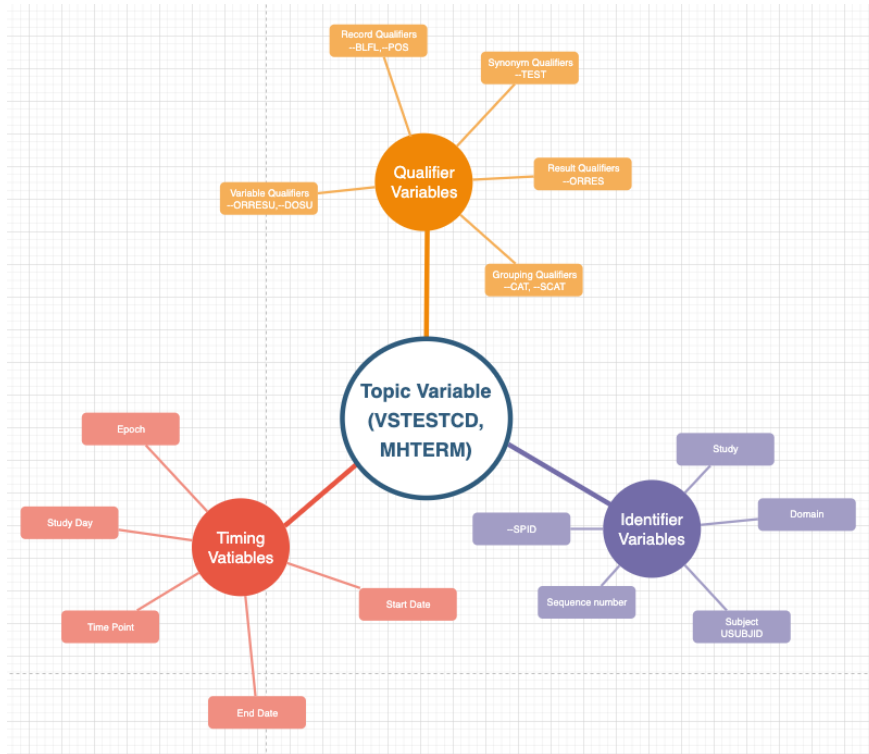 Record Qualifiers
--BLFL,--POS
Synonym Qualifiers
--TEST
Qualifier
Variables
Result Qualifiers
--ORRES
Variable Qualifiers
--ORRESU,--DOSU
Grouping Qualifiers
--CAT, --SCAT
Topic Variable
(VSTESTCD,
MHTERM)
Epoch
Study Day
Timing
Vatiables
Time Point
Start Date
End Date
Study
Domain
--SPID
Identifier
Variables
Sequence number
Subject
USUBJID